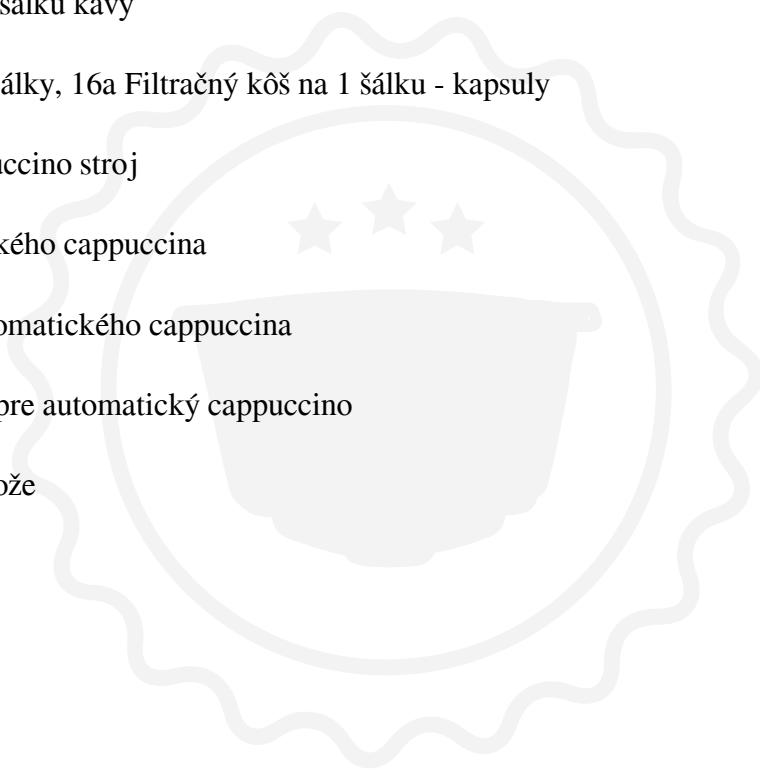 šálku kávy
álky, 16a Filtračný kôš na 1 šálku - kapsuly
uccino stroj
kého cappuccina
omatického cappuccina
pre automatický cappuccino
ože